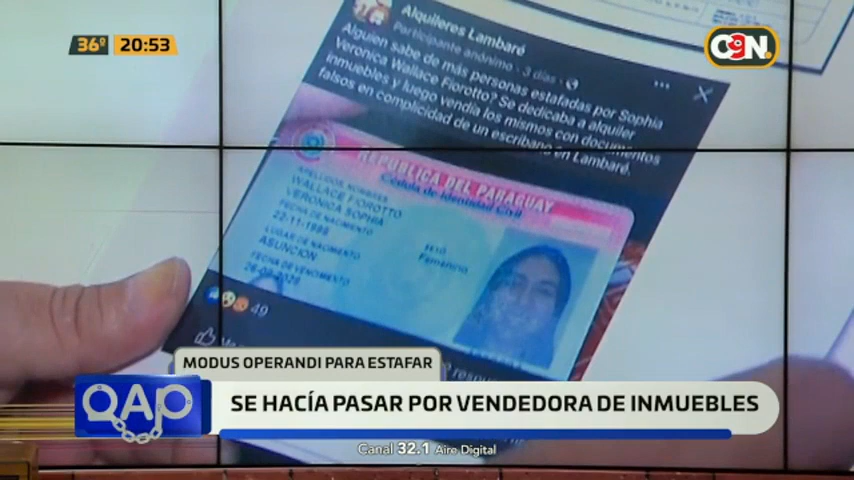 36º 20:53
C9N.
Alquileres Lambaré
Participante anónimo · 3 días ·
Alguien sabe de más personas estafadas por Sophia
Veronica Wallace Fiorotto? Se dedicaba a alquiler
inmuebles y luego vendía los mismos con documentos
falsos en complicidad de un escribano en Lambaré.
REPUBLICA DEL PARAGUAY
Cédula de Identidad Civil
APELLIDOS, NOMBRES
WALLACE FIOROTTO
VERONICA SOPHIA
FECHA DE NACIMIENTO
22-11-1988
SEXO
Femenino
LUGAR DE NACIMIENTO
ASUNCION
FECHA DE VENCIMIENTO
49
MODUS OPERANDI PARA ESTAFAR
QAP
SE HACÍA PASAR POR VENDEDORA DE INMUEBLES
Canal 32.1 Aire Digital